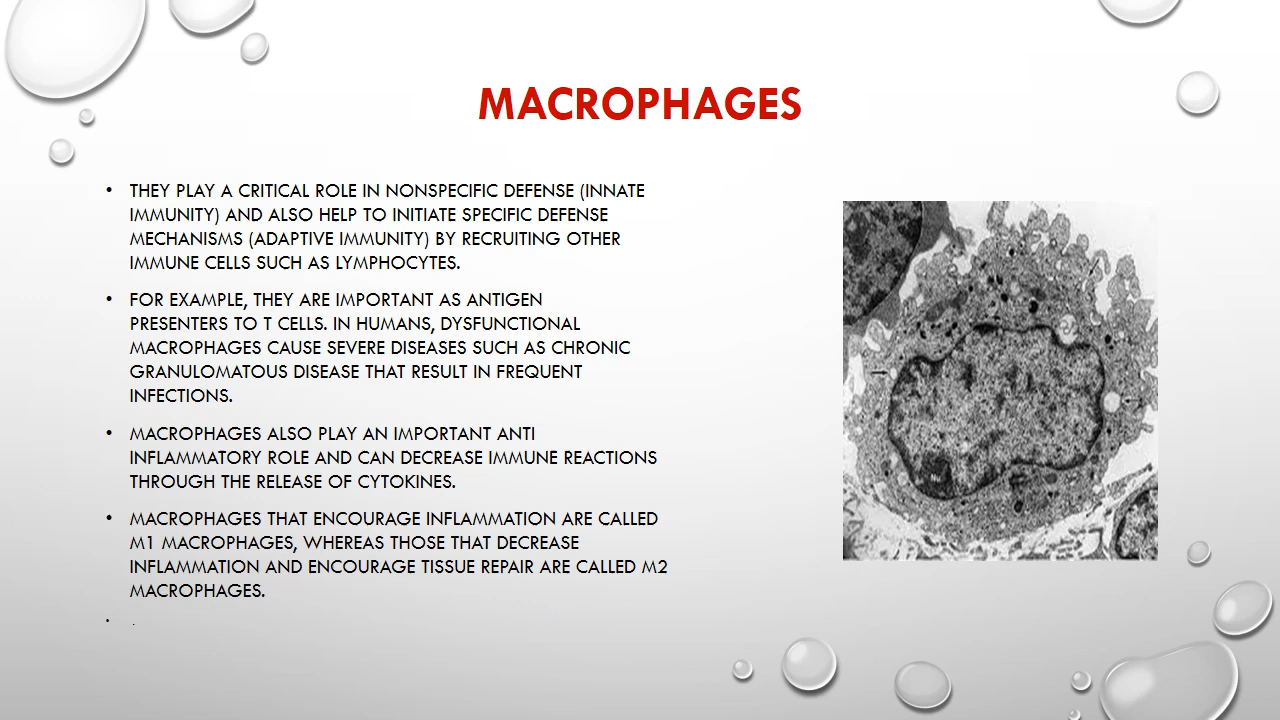 MACROPHAGES
• THEY PLAY A CRITICAL ROLE IN NONSPECIFIC DEFENSE (INNATE
IMMUNITY) AND ALSO HELP TO INITIATE SPECIFIC DEFENSE
MECHANISMS (ADAPTIVE IMMUNITY) BY RECRUITING OTHER
IMMUNE CELLS SUCH AS LYMPHOCYTES.
• FOR EXAMPLE, THEY ARE IMPORTANT AS ANTIGEN
PRESENTERS TO T CELLS. IN HUMANS, DYSFUNCTIONAL
MACROPHAGES CAUSE SEVERE DISEASES SUCH AS CHRONIC
GRANULOMATOUS DISEASE THAT RESULT IN FREQUENT
INFECTIONS.
• MACROPHAGES ALSO PLAY AN IMPORTANT ANTI
INFLAMMATORY ROLE AND CAN DECREASE IMMUNE REACTIONS
THROUGH THE RELEASE OF CYTOKINES.
• MACROPHAGES THAT ENCOURAGE INFLAMMATION ARE CALLED
M1 MACROPHAGES, WHEREAS THOSE THAT DECREASE
INFLAMMATION AND ENCOURAGE TISSUE REPAIR ARE CALLED M2
MACROPHAGES.
• .
Nu